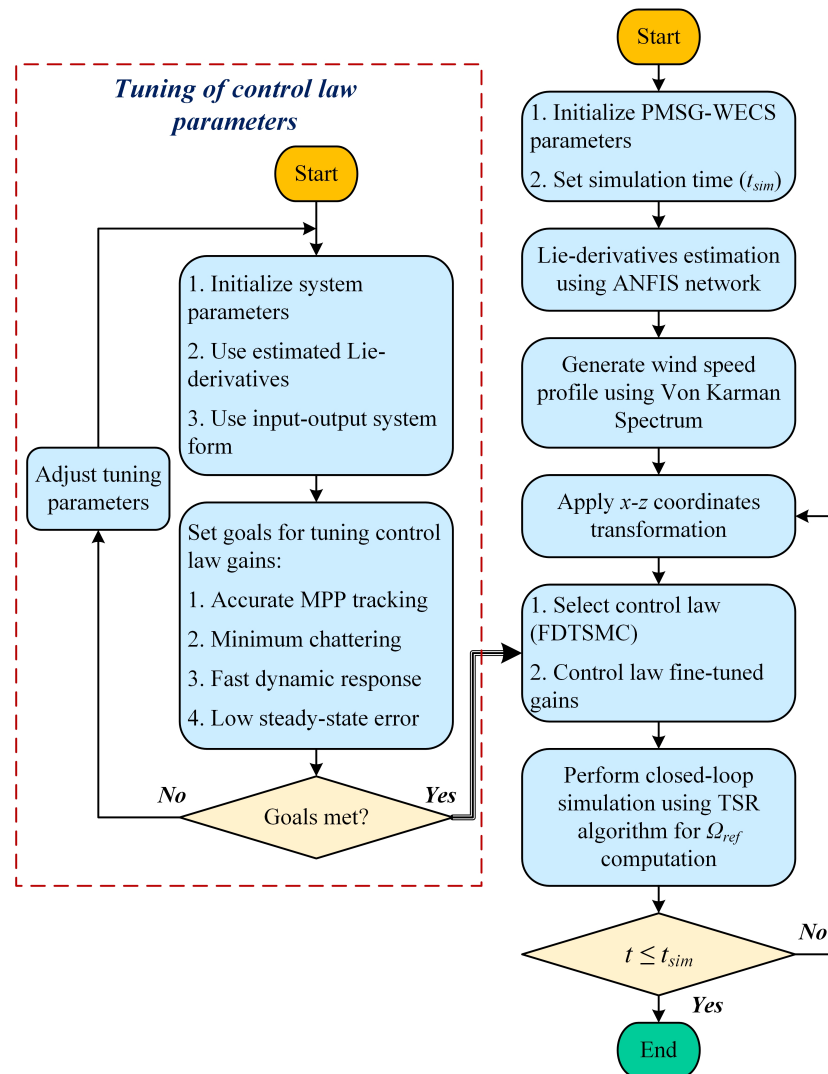 Tuning of control law
parameters
Start
1. Initialize system
parameters
2. Use estimated Lie-
derivatives
3. Use input-output system
form
Adjust tuning
parameters
Set goals for tuning control
law gains:
1. Accurate MPP tracking
2. Minimum chattering
3. Fast dynamic response
4. Low steady-state error
No
Yes
Goals met?
Start
1. Initialize PMSG-WECS
parameters
2. Set simulation time (t_sim)
Lie-derivatives estimation
using ANFIS network
Generate wind speed
profile using Von Karman
Spectrum
Apply x-z coordinates
transformation
1. Select control law
(FDTSMC)
2. Control law fine-tuned
gains
Perform closed-loop
simulation using TSR
algorithm for Ω_ref
computation
t ≤ t_sim
No
Yes
End